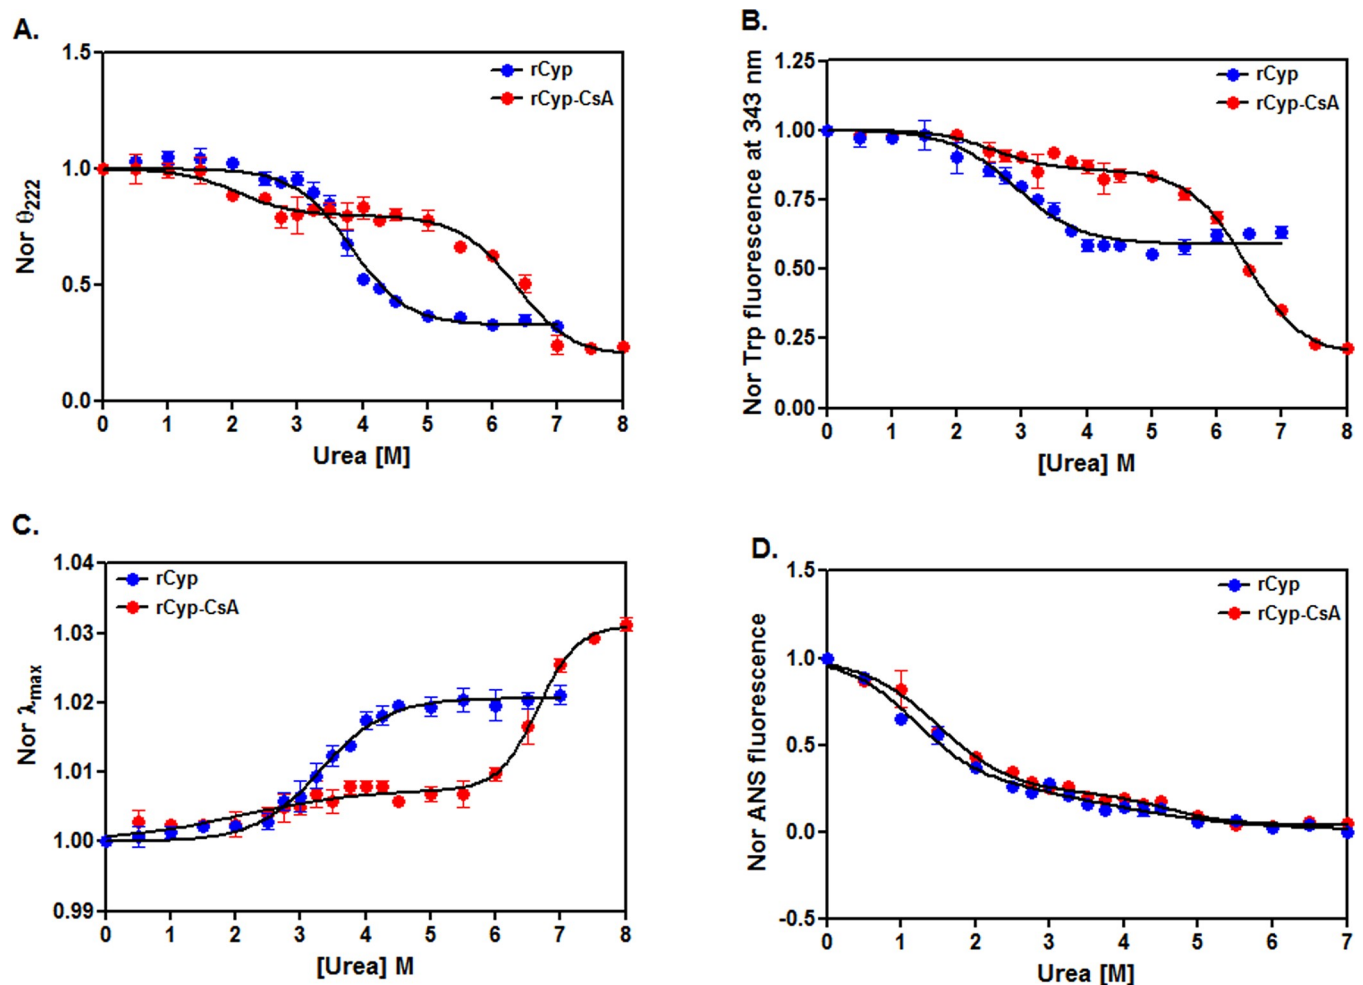 A.
1.5
1.0
0.5
0.0
Nor θ222
rCyp
rCyp-CsA
0 1 2 3 4 5 6 7 8
Urea [M]
B.
1.25
1.00
0.75
0.50
0.25
0.00
Nor Trp fluorescence at 343 nm
rCyp
rCyp-CsA
0 1 2 3 4 5 6 7 8
[Urea] M
C.
1.04
1.03
1.02
1.01
1.00
0.99
Nor λmax
rCyp
rCyp-CsA
0 1 2 3 4 5 6 7 8
[Urea] M
D.
1.5
1.0
0.5
0.0
-0.5
Nor ANS fluorescence
rCyp
rCyp-CsA
0 1 2 3 4 5 6 7
Urea [M]